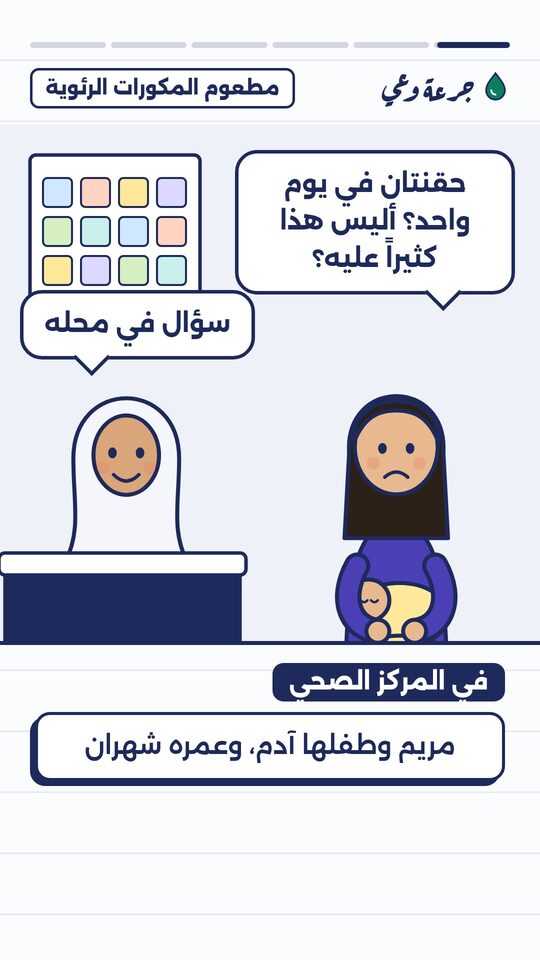 جرعة وعي
مطعوم المكورات الرئوية
حقنتان في يوم
واحد؟ أليس هذا
كثيراً عليه؟
سؤال في محله
في المركز الصحي
مريم وطفلها آدم، وعمره شهران